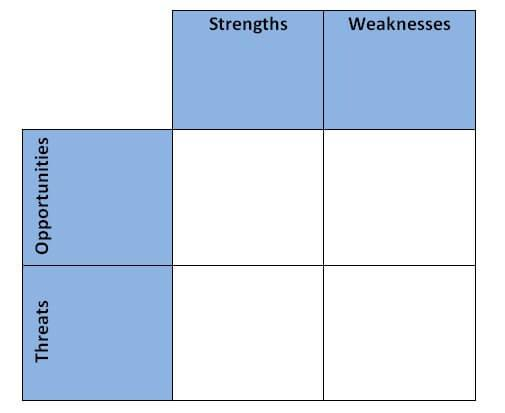 Strengths
Weaknesses
Opportunities
Threats